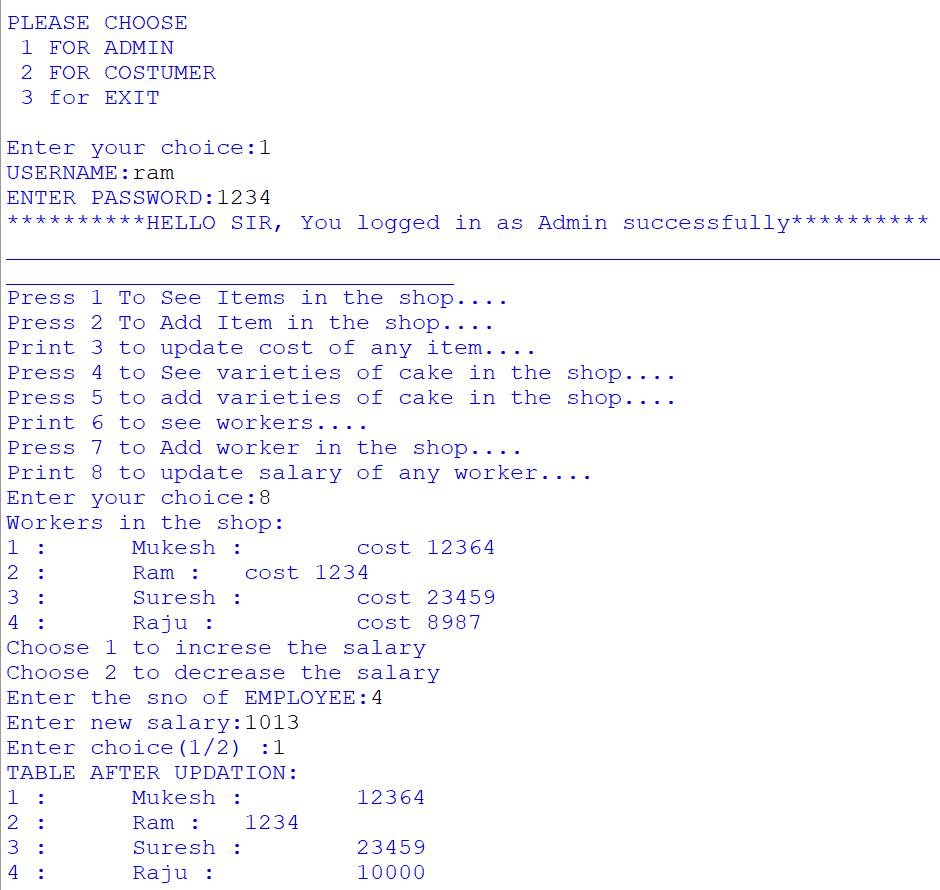 PLEASE CHOOSE
 1 FOR ADMIN
 2 FOR COSTUMER
 3 for EXIT

Enter your choice:1
USERNAME:ram
ENTER PASSWORD:1234
**********HELLO SIR, You logged in as Admin successfully**********
Press 1 To See Items in the shop....
Press 2 To Add Item in the shop....
Print 3 to update cost of any item....
Press 4 to See varieties of cake in the shop....
Press 5 to add varieties of cake in the shop....
Print 6 to see workers....
Press 7 to Add worker in the shop....
Print 8 to update salary of any worker....
Enter your choice:8
Workers in the shop:
1 :      Mukesh :        cost 12364
2 :      Ram :   cost 1234
3 :      Suresh :        cost 23459
4 :      Raju :          cost 8987
Choose 1 to increse the salary
Choose 2 to decrease the salary
Enter the sno of EMPLOYEE:4
Enter new salary:1013
Enter choice(1/2) :1
TABLE AFTER UPDATION:
1 :      Mukesh :        12364
2 :      Ram :   1234
3 :      Suresh :        23459
4 :      Raju :          10000